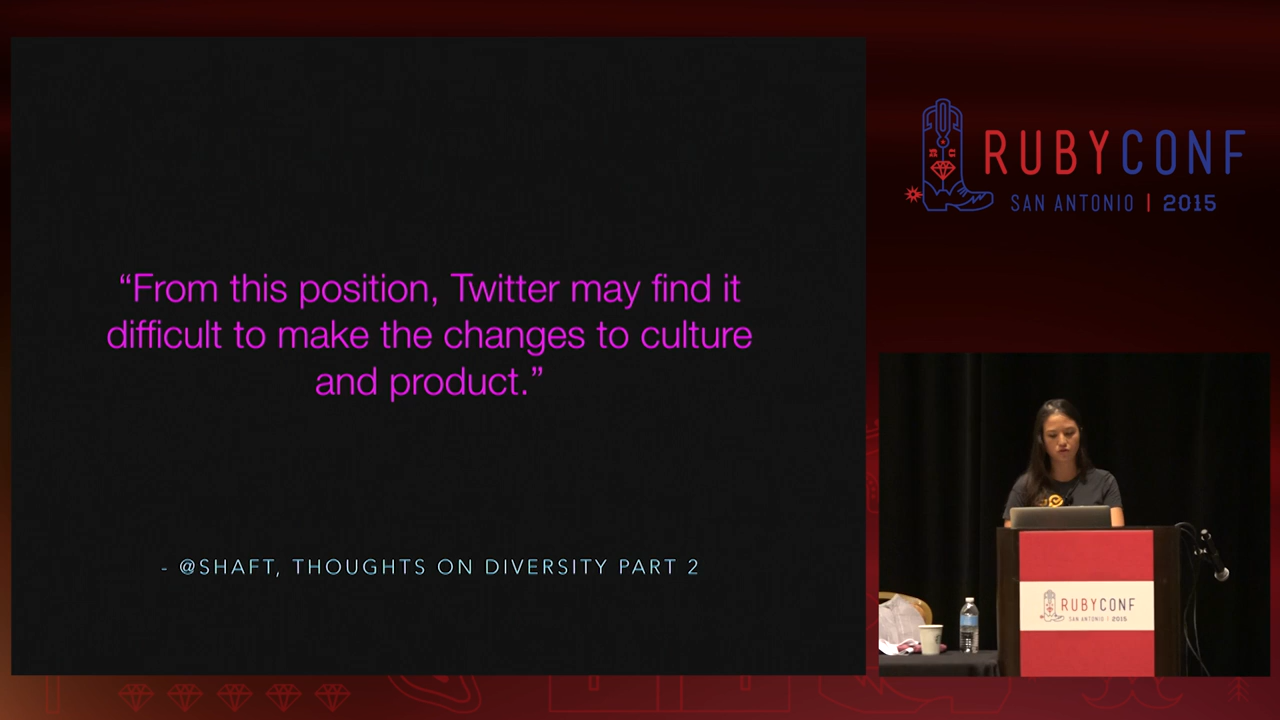 “From this position, Twitter may find it
difficult to make the changes to culture
and product.”
- @SHAFT, THOUGHTS ON DIVERSITY PART 2
RUBYCONF
SAN ANTONIO | 2015
RUBYCONF
SAN ANTONIO | 2015